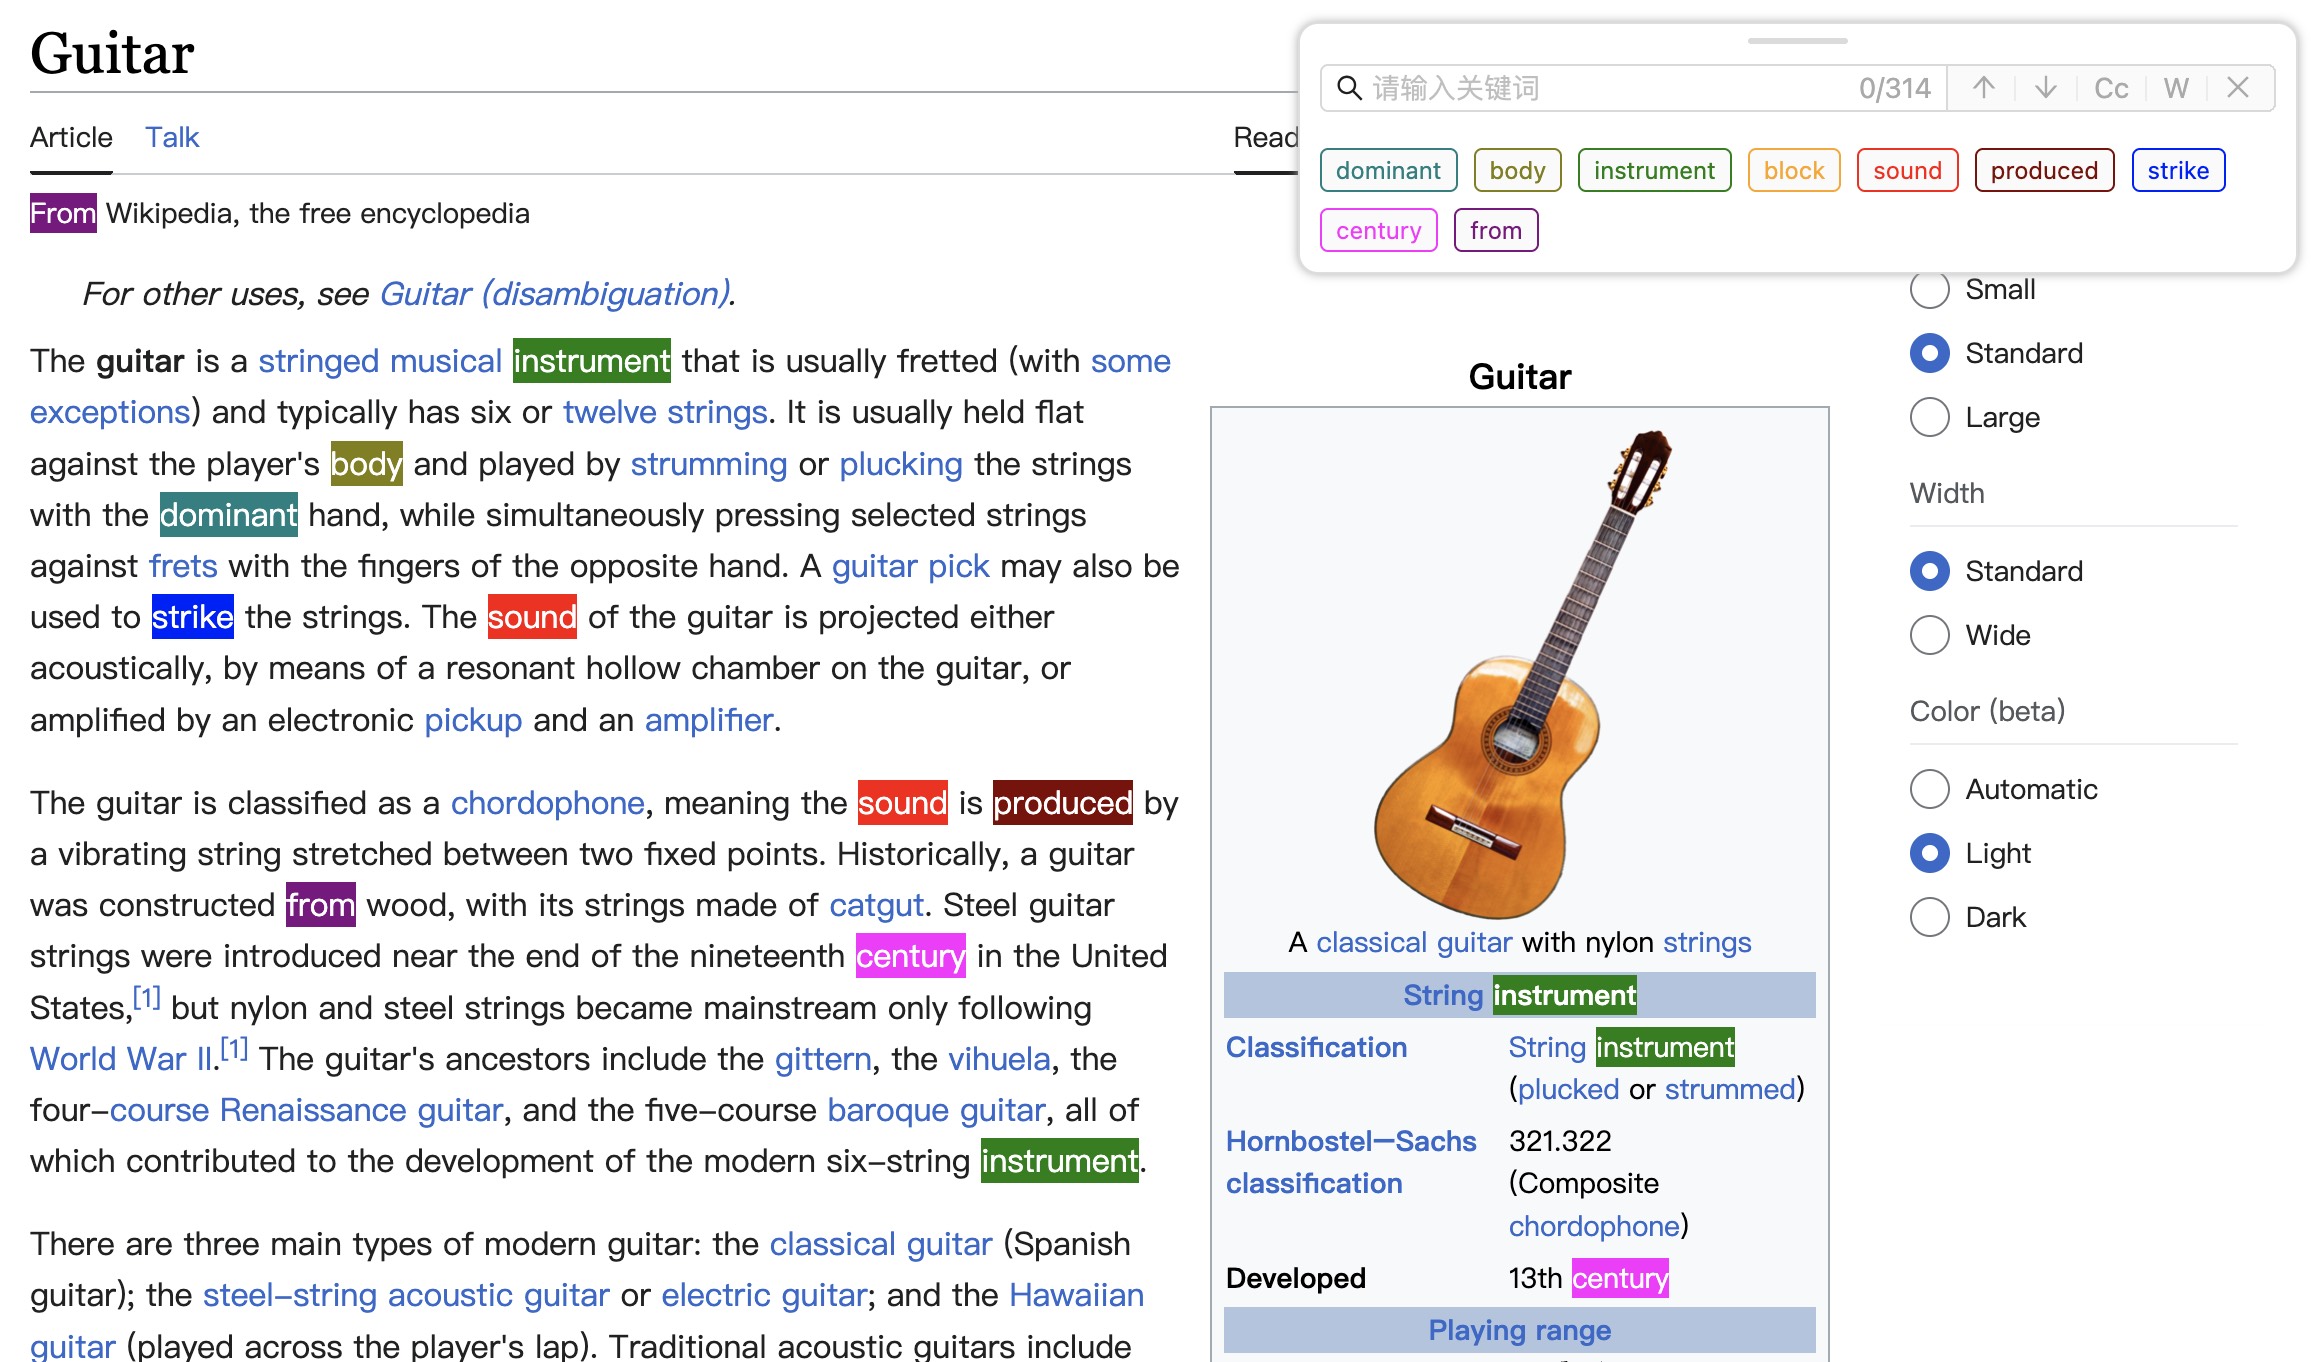 Guitar
请输入关键词 0/314 Cc W
dominant body instrument block sound produced strike
century from
Article Talk Read
From Wikipedia, the free encyclopedia
For other uses, see Guitar (disambiguation).
The guitar is a stringed musical instrument that is usually fretted (with some
exceptions) and typically has six or twelve strings. It is usually held flat
against the player's body and played by strumming or plucking the strings
with the dominant hand, while simultaneously pressing selected strings
against frets with the fingers of the opposite hand. A guitar pick may also be
used to strike the strings. The sound of the guitar is projected either
acoustically, by means of a resonant hollow chamber on the guitar, or
amplified by an electronic pickup and an amplifier.
The guitar is classified as a chordophone, meaning the sound is produced by
a vibrating string stretched between two fixed points. Historically, a guitar
was constructed from wood, with its strings made of catgut. Steel guitar
strings were introduced near the end of the nineteenth century in the United
States,[1] but nylon and steel strings became mainstream only following
World War II.[1] The guitar's ancestors include the gittern, the vihuela, the
four-course Renaissance guitar, and the five-course baroque guitar, all of
which contributed to the development of the modern six-string instrument.
There are three main types of modern guitar: the classical guitar (Spanish
guitar); the steel-string acoustic guitar or electric guitar; and the Hawaiian
guitar (played across the player's lap). Traditional acoustic guitars include
Guitar
A classical guitar with nylon strings
String instrument
Classification String instrument
(plucked or strummed)
Hornbostel–Sachs 321.322
classification (Composite
chordophone)
Developed 13th century
Playing range
Small
Standard
Large
Width
Standard
Wide
Color (beta)
Automatic
Light
Dark